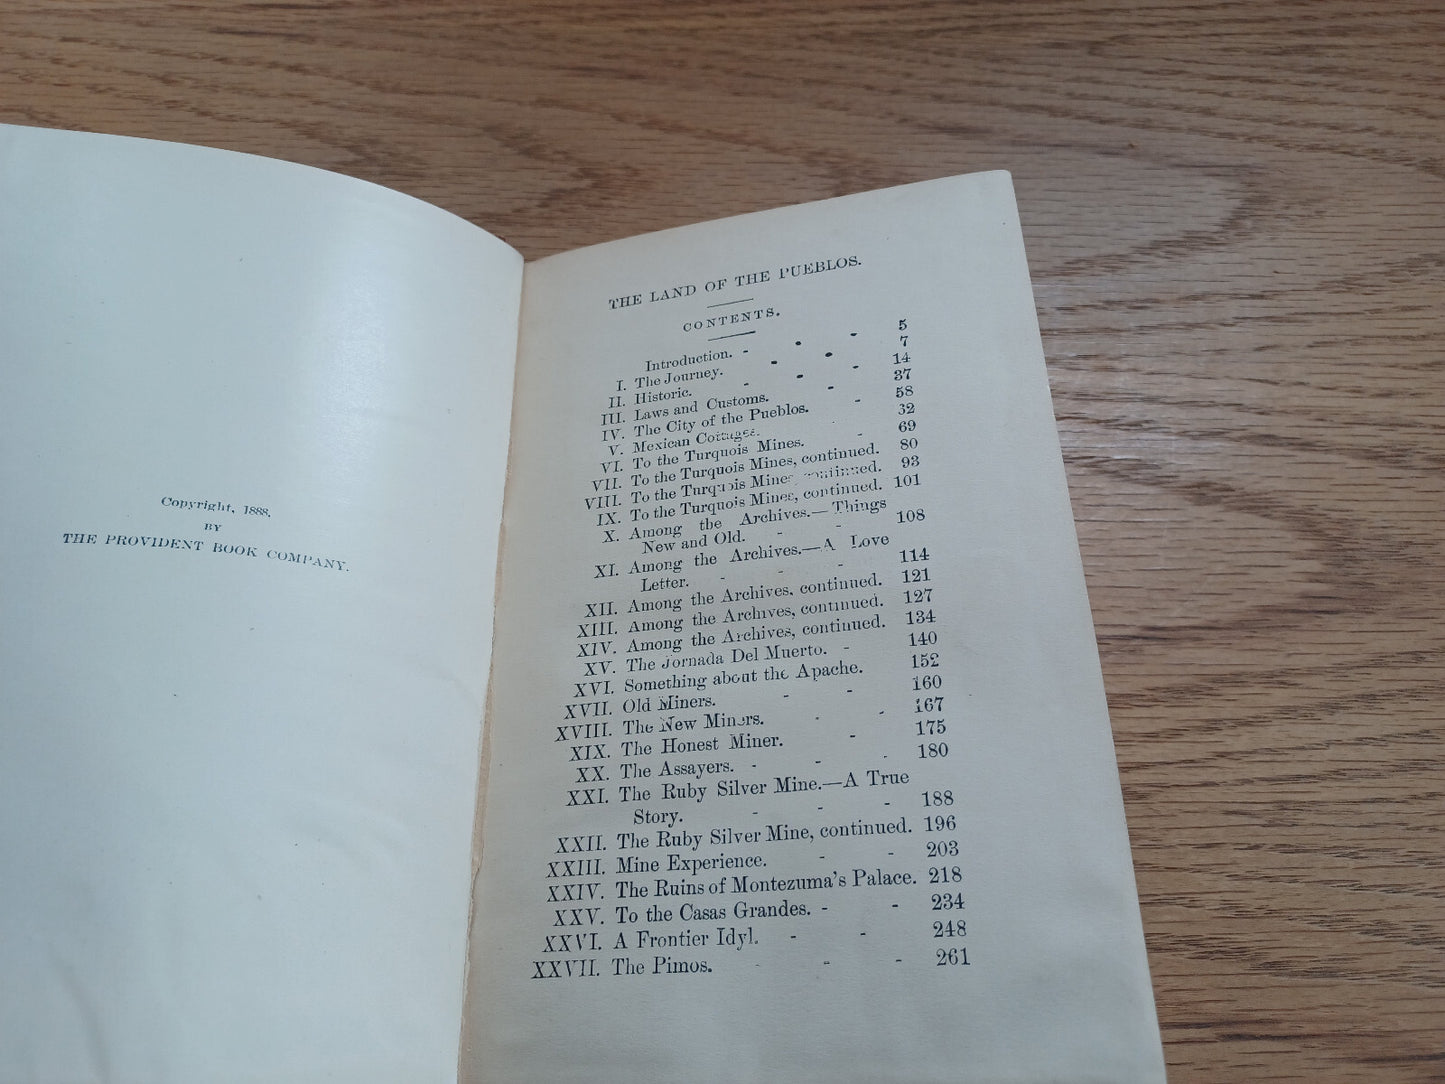 Copyright, 1888,
BY
THE PROVIDENT BOOK COMPANY.
THE LAND OF THE PUEBLOS.
CONTENTS.
Introduction. - - - 5
I. The Journey. - - 7
II. Historic. - - - 14
III. Laws and Customs. - 37
IV. The City of the Pueblos. - 58
V. Mexican Cottages. 32
VI. To the Turquois Mines. - 69
VII. To the Turquois Mines, continued. 80
VIII. To the Turquois Mines, continued. 93
IX. To the Turquois Mines, continued. 101
X. Among the Archives.—Things
New and Old. - - 108
XI. Among the Archives.—A Love
Letter. - - - 114
XII. Among the Archives, continued. 121
XIII. Among the Archives, continued. 127
XIV. Among the Archives, continued. 134
XV. The Jornada Del Muerto. - 140
XVI. Something about the Apache. 152
XVII. Old Miners. - - 160
XVIII. The New Miners. - - 167
XIX. The Honest Miner. - 175
XX. The Assayers. - - - 180
XXI. The Ruby Silver Mine.—A True
Story. - - - 188
XXII. The Ruby Silver Mine, continued. 196
XXIII. Mine Experience. - - 203
XXIV. The Ruins of Montezuma's Palace. 218
XXV. To the Casas Grandes. - - 234
XXVI. A Frontier Idyl. - - 248
XXVII. The Pimos. - - - 261